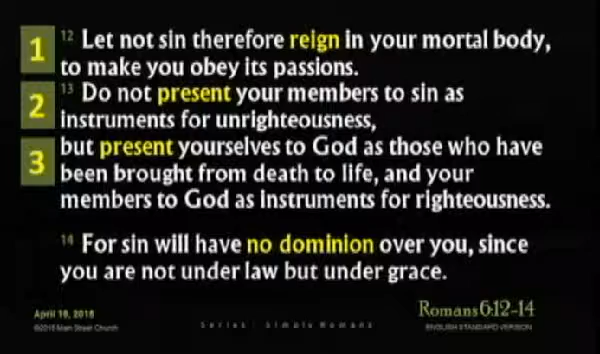 1 12 Let not sin therefore reign in your mortal body,
to make you obey its passions.
2 13 Do not present your members to sin as
instruments for unrighteousness,
3 but present yourselves to God as those who have
been brought from death to life, and your
members to God as instruments for righteousness.
14 For sin will have no dominion over you, since
you are not under law but under grace.
April 10, 2016
©2016 Main Street Church
Series: Simple Romans
Romans 6:12-14
ENGLISH STANDARD VERSION